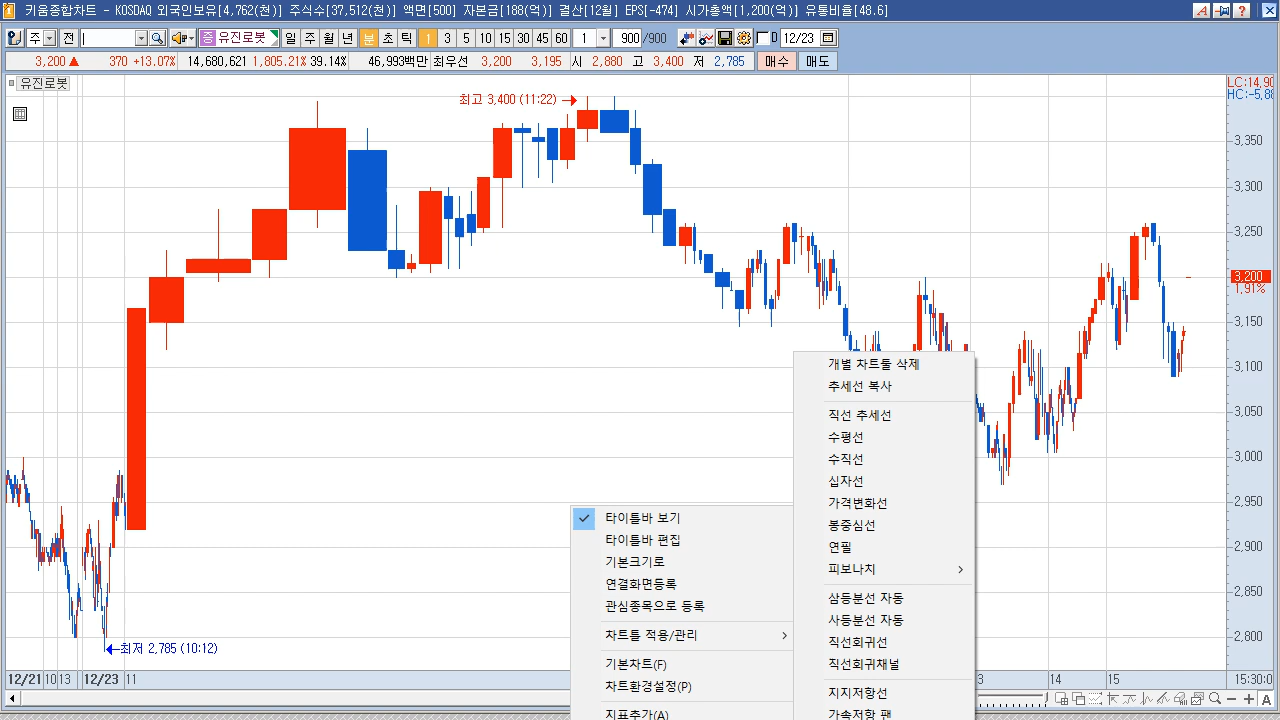 키움종합차트 - KOSDAQ 외국인보유[4,762(천)] 주식수[37,512(천)] 액면[500] 자본금[188(억)] 결산[12월] EPS[-474] 시가총액[1,200(억)] 유통비율[48.6]
주 전 증 유진로봇 일 주 월 년 분 초 틱 1 3 5 10 15 30 45 60 1 900 /900 D 12/23
3,200 ▲ 370 +13.07% 14,680,621 1,805.21% 39.14% 46,993백만 최우선 3,200 3,195 시 2,880 고 3,400 저 2,785 매수 매도
유진로봇
LC:14,90
HC:-5,88
최고 3,400 (11:22)
3,350
3,300
3,250
3,200
1,91%
3,150
3,100
3,050
3,000
2,950
2,900
2,850
2,800
최저 2,785 (10:12)
개별 차트툴 삭제
추세선 복사
직선 추세선
수평선
수직선
십자선
가격변화선
봉중심선
연필
피보나치
삼등분선 자동
사등분선 자동
직선회귀선
직선회귀채널
지지저항선
가속저항 팬
타이틀바 보기
타이틀바 편집
기본크기로
연결화면등록
관심종목으로 등록
차트툴 적용/관리
기본차트(F)
차트환경설정(P)
지표추가(A)
12/21 10 13 12/23 11 3 14 15 15:30:0
A